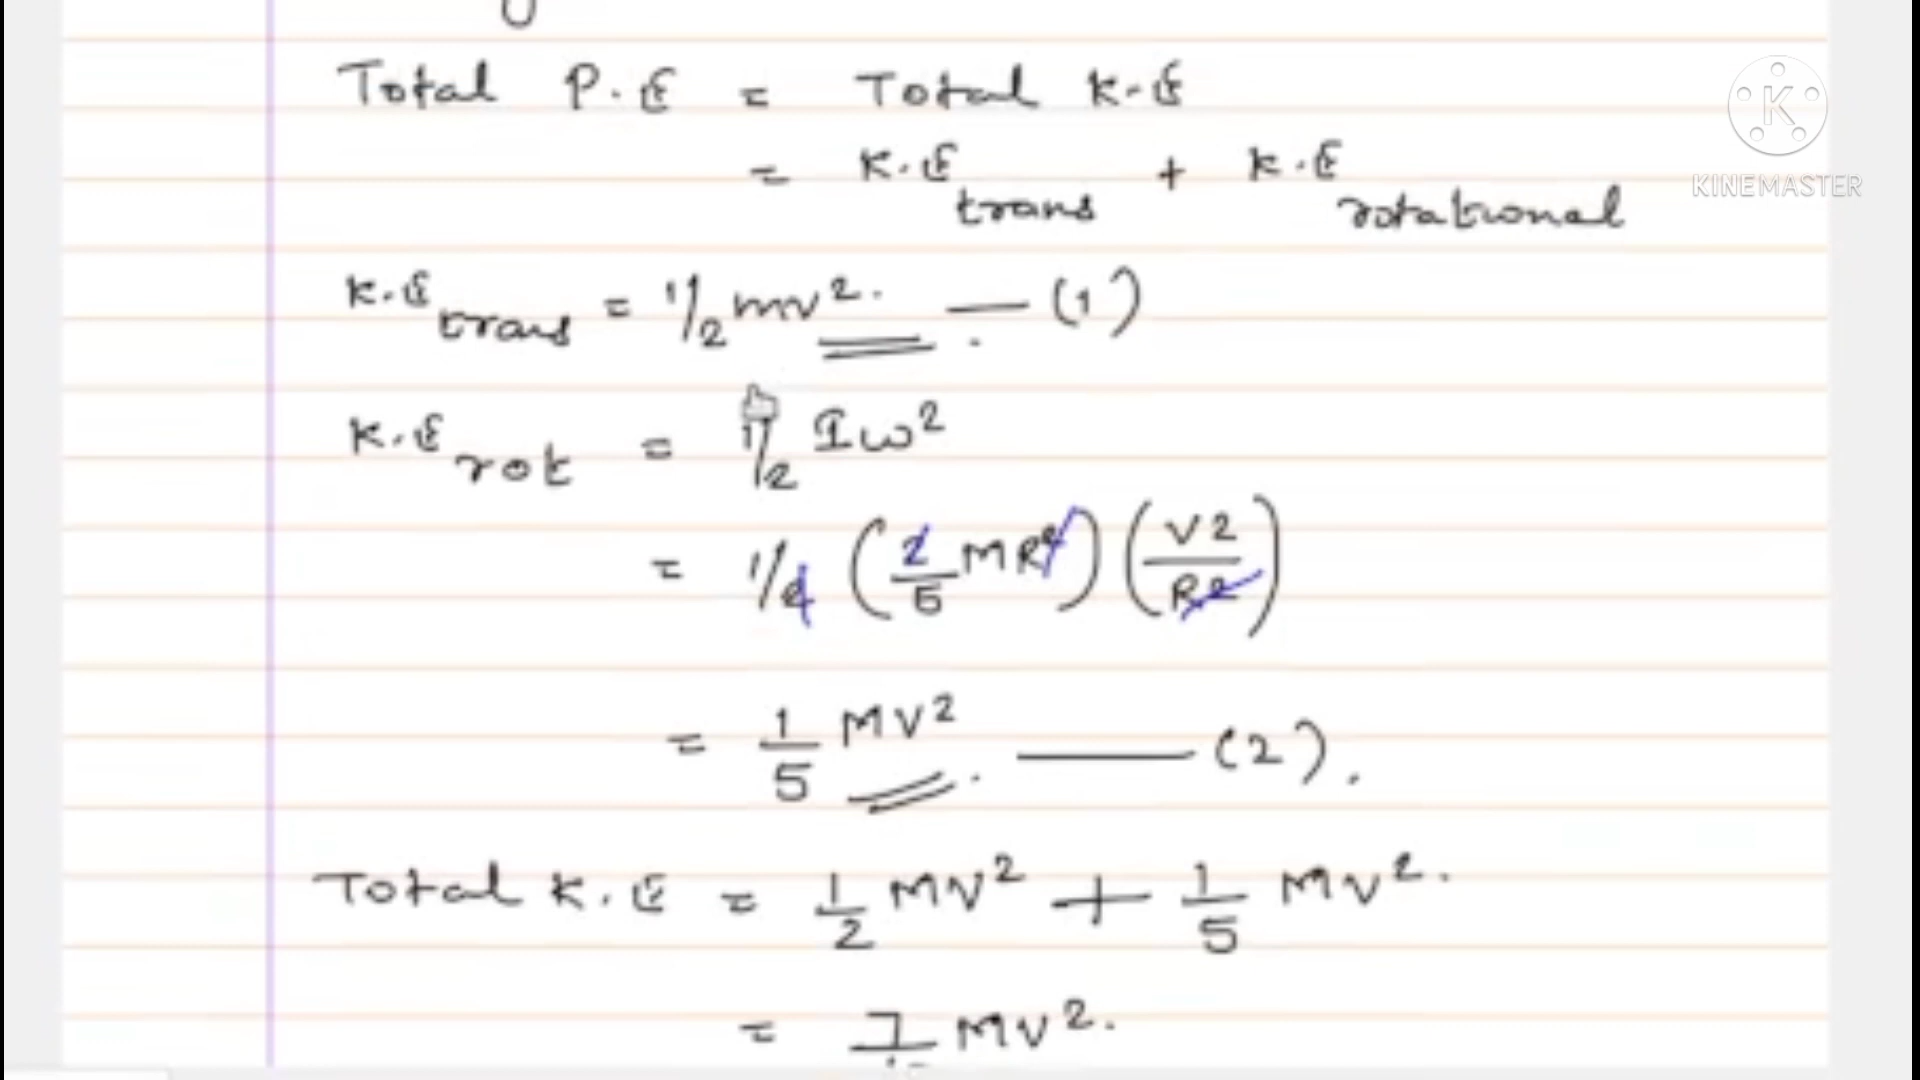 Total P.E = Total K.E
= K.E trans + K.E rotational
K.E trans = 1/2 mv². — (1)
K.E rot = 1/2 Iω²
= 1/2 (2/5 MR²) (V2/R2)
= 1/5 MV² — (2).
Total K.E = 1/2 MV² + 1/5 MV².
= 7/ MV².
K
KINEMASTER